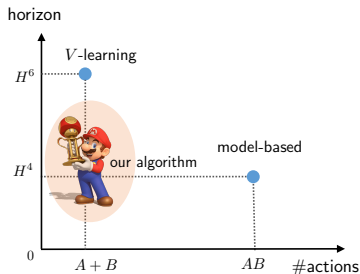 horizon
V-learning
H^6
our algorithm
model-based
H^4
0
A + B
AB
#actions